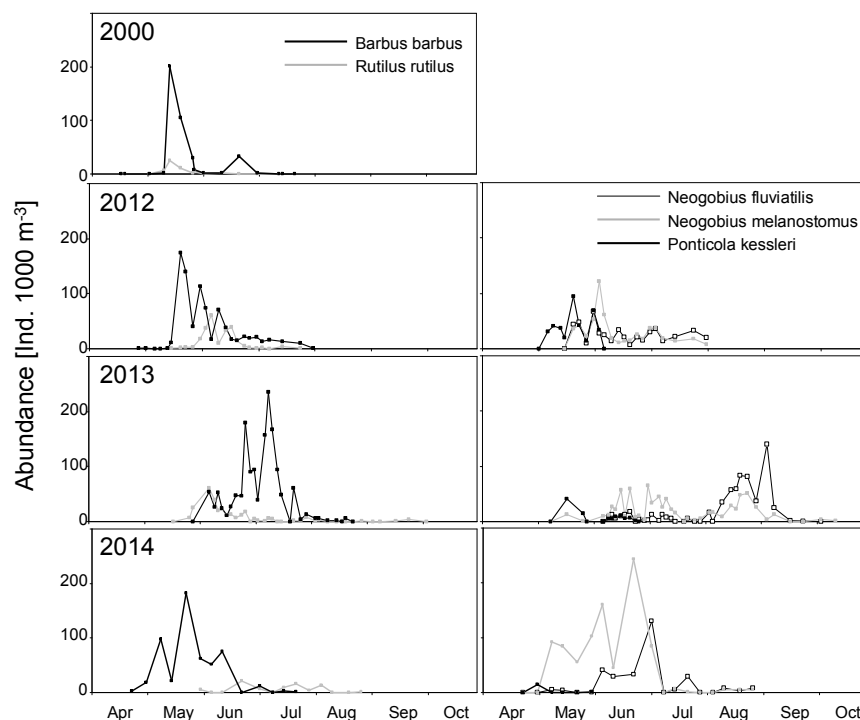 2000
Barbus barbus
Rutilus rutilus
200
100
0
2012
Neogobius fluviatilis
Neogobius melanostomus
Ponticola kessleri
200
100
0
2013
200
100
0
2014
200
100
0
Abundance [Ind. 1000 m⁻³]
Apr May Jun Jul Aug Sep Oct
Apr May Jun Jul Aug Sep Oct